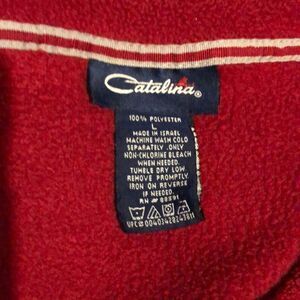 Catalina®
100% POLYESTER
L
MADE IN ISRAEL
MACHINE WASH COLD
SEPARATELY .ONLY
NON-CHLORINE BLEACH
WHEN NEEDED.
TUMBLE DRY LOW
REMOVE PROMPTLY.
IRON ON REVERSE
IF NEEDED.
RN